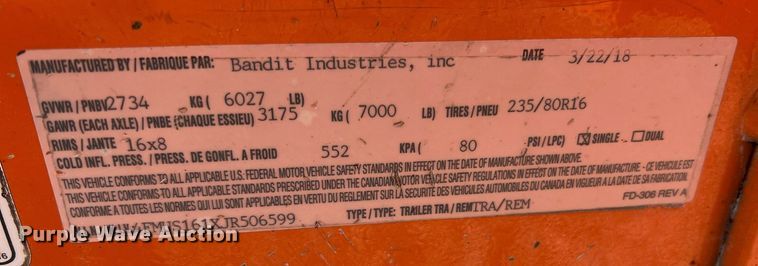 MANUFACTURED BY / FABRIQUE PAR: Bandit Industries, inc DATE 3/22/18
GVWR / PNBV 2734 KG ( 6027 LB)
GAWR (EACH AXLE) / PNBE (CHAQUE ESSIEU) 3175 KG ( 7000 LB) TIRES / PNEU 235/80R16
RIMS / JANTE 16x8
COLD INFL. PRESS. / PRESS. DE GONFL. A FROID 552 KPA ( 80 PSI / LPC) ☒ SINGLE ☐ DUAL
THIS VEHICLE CONFORMS TO ALL APPLICABLE U.S. FEDERAL MOTOR VEHICLE SAFETY STANDARDS IN EFFECT ON THE DATE OF MANUFACTURE SHOWN ABOVE.
THIS VEHICLE CONFORMS TO ALL APPLICABLE STANDARDS PRESCRIBED UNDER THE CANADIAN MOTOR VEHICLE SAFETY REGULATIONS IN EFFECT ON THE DATE OF MANUFACTURE - CE VEHICULE EST
CONFORME A TOUTES LES NORMES QUI LUI SONT APPLICABLES EN VERTU DU REGLEMENT SUR LA SÉCURITÉ DES VÉHICULES AUTOMOBILES DU CANADA EN VIGUEUR A LA DATE DE SA FABRICATION.
FD-306 REV A
S161XJR506599 TYPE / TYPE: TRAILER TRA / REM TRA/REM
Purple Wave Auction